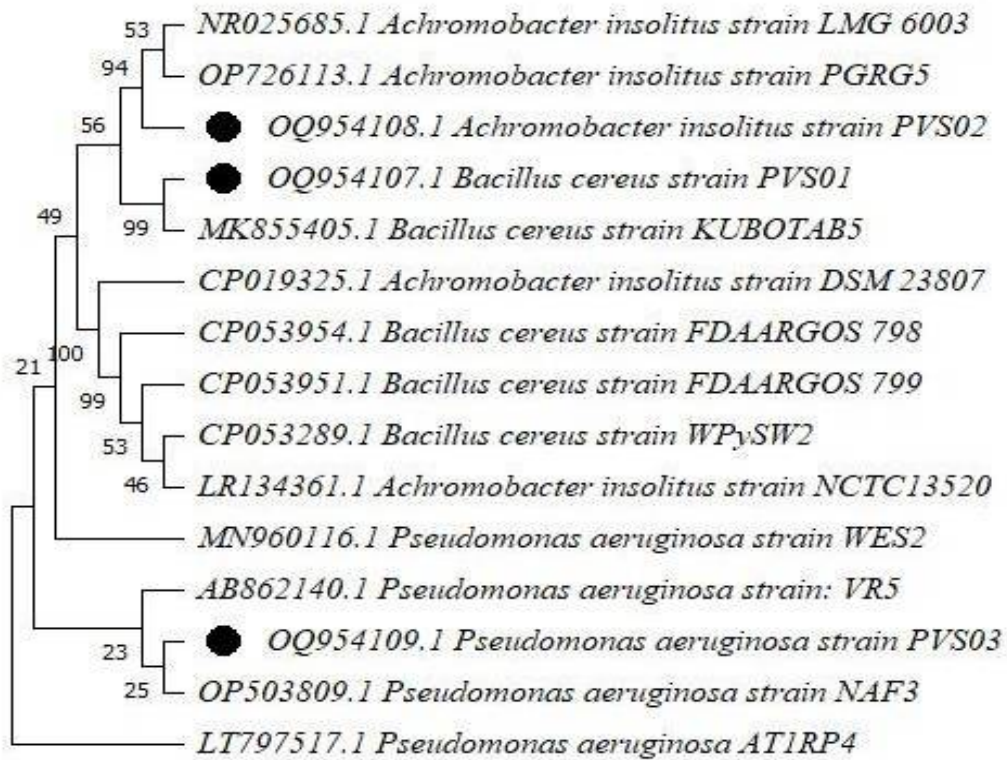 53 NR025685.1 Achromobacter insolitus strain LMG 6003
94 OP726113.1 Achromobacter insolitus strain PGRG5
56 OQ954108.1 Achromobacter insolitus strain PVS02
OQ954107.1 Bacillus cereus strain PVS01
49 99 MK855405.1 Bacillus cereus strain KUBOTAB5
CP019325.1 Achromobacter insolitus strain DSM 23807
21 100 CP053954.1 Bacillus cereus strain FDAARGOS 798
99 CP053951.1 Bacillus cereus strain FDAARGOS 799
53 CP053289.1 Bacillus cereus strain WPySW2
46 LR134361.1 Achromobacter insolitus strain NCTC13520
MN960116.1 Pseudomonas aeruginosa strain WES2
AB862140.1 Pseudomonas aeruginosa strain: VR5
23 OQ954109.1 Pseudomonas aeruginosa strain PVS03
25 OP503809.1 Pseudomonas aeruginosa strain NAF3
LT797517.1 Pseudomonas aeruginosa AT1RP4